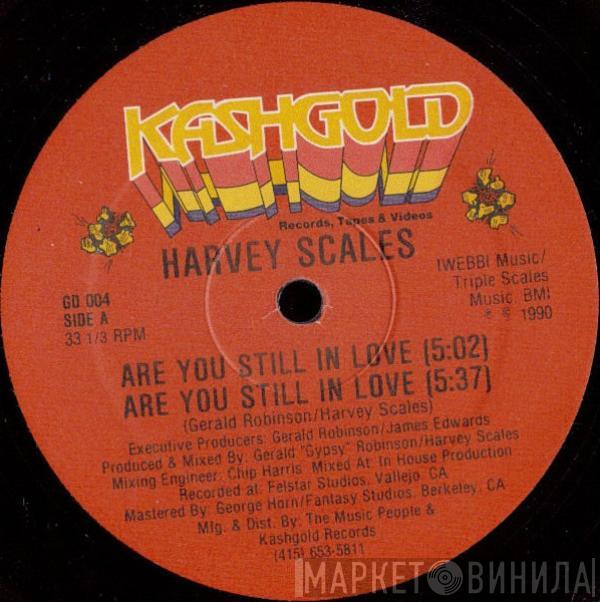 KASHGOLD
Records, Tapes & Videos
HARVEY SCALES
GD 004
SIDE A
33 1/3 RPM
IWEBBI Music/
Triple Scales
Music, BMI
℗ © 1990
ARE YOU STILL IN LOVE (5:02)
ARE YOU STILL IN LOVE (5:37)
(Gerald Robinson/Harvey Scales)
Executive Producers: Gerald Robinson/James Edwards
Produced & Mixed By: Gerald "Gypsy" Robinson/Harvey Scales
Mixing Engineer: Chip Harris. Mixed At: In House Production
Recorded at: Felstar Studios, Vallejo, CA
Mastered By: George Horn/Fantasy Studios, Berkeley, CA
Mfg. & Dist. By: The Music People &
Kashgold Records
(415) 653-5811
МАРКЕТ ВИНИЛА